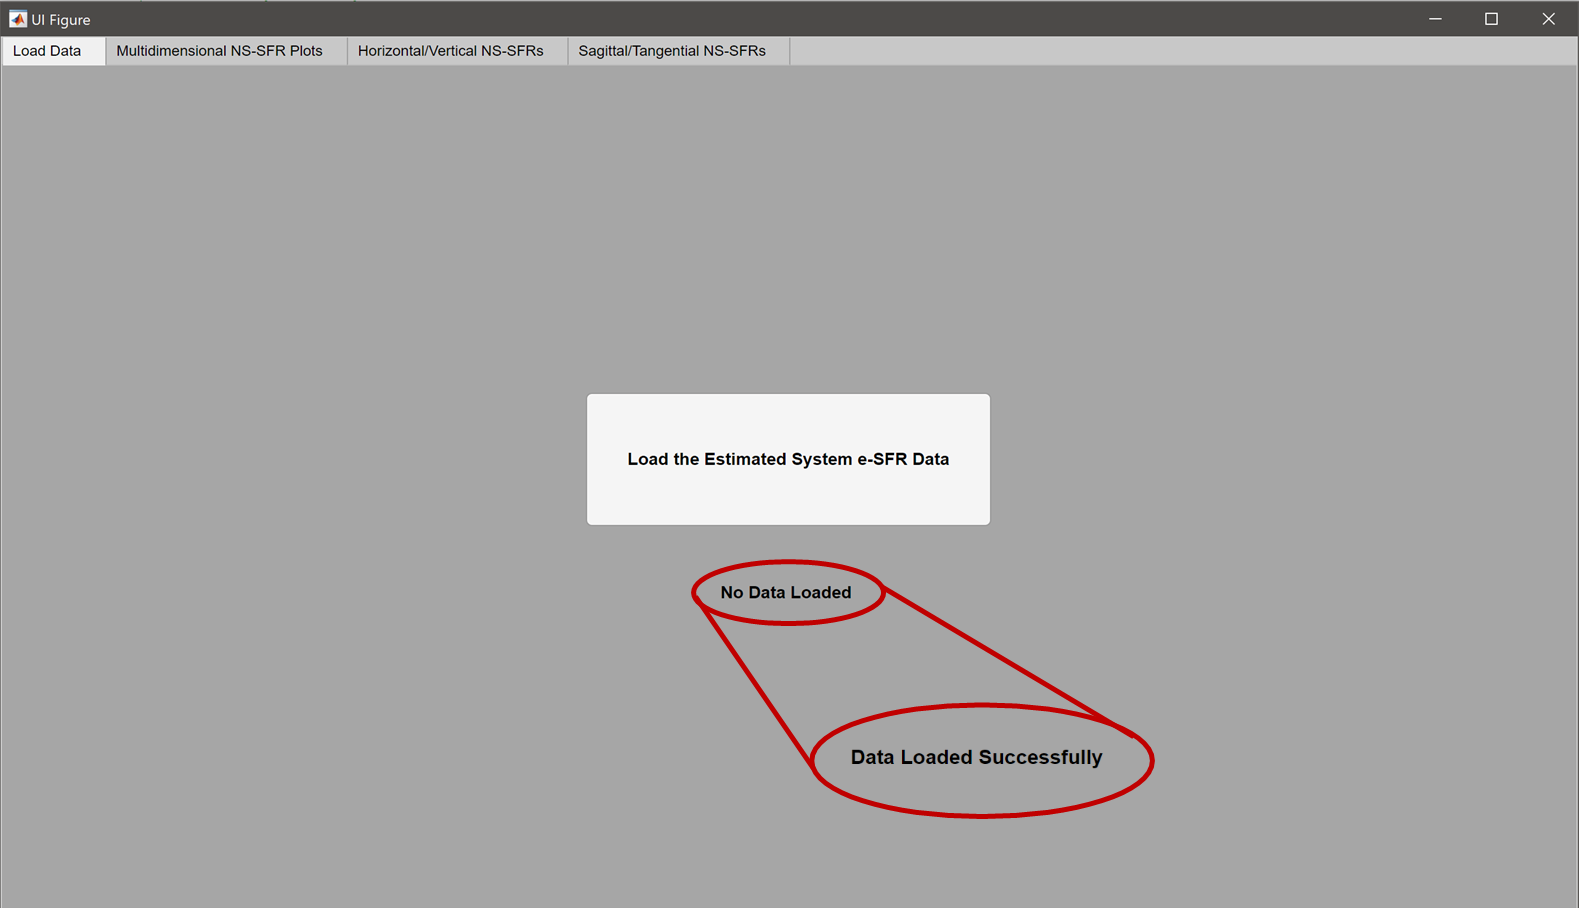 UI Figure
Load Data
Multidimensional NS-SFR Plots
Horizontal/Vertical NS-SFRs
Sagittal/Tangential NS-SFRs
Load the Estimated System e-SFR Data
No Data Loaded
Data Loaded Successfully